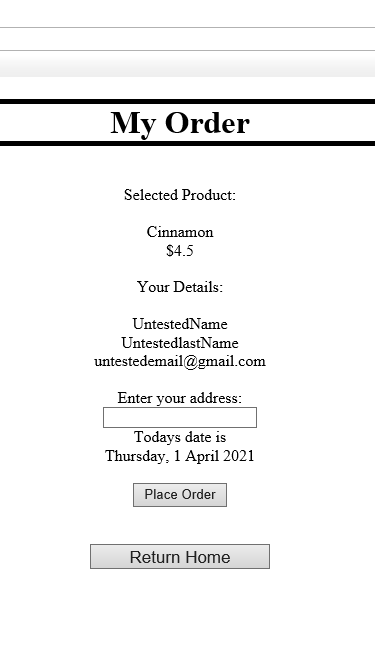 My Order
Selected Product:
Cinnamon
$4.5
Your Details:
UntestedName
UntestedlastName
untestedemail@gmail.com
Enter your address:
Todays date is
Thursday, 1 April 2021
Place Order
Return Home